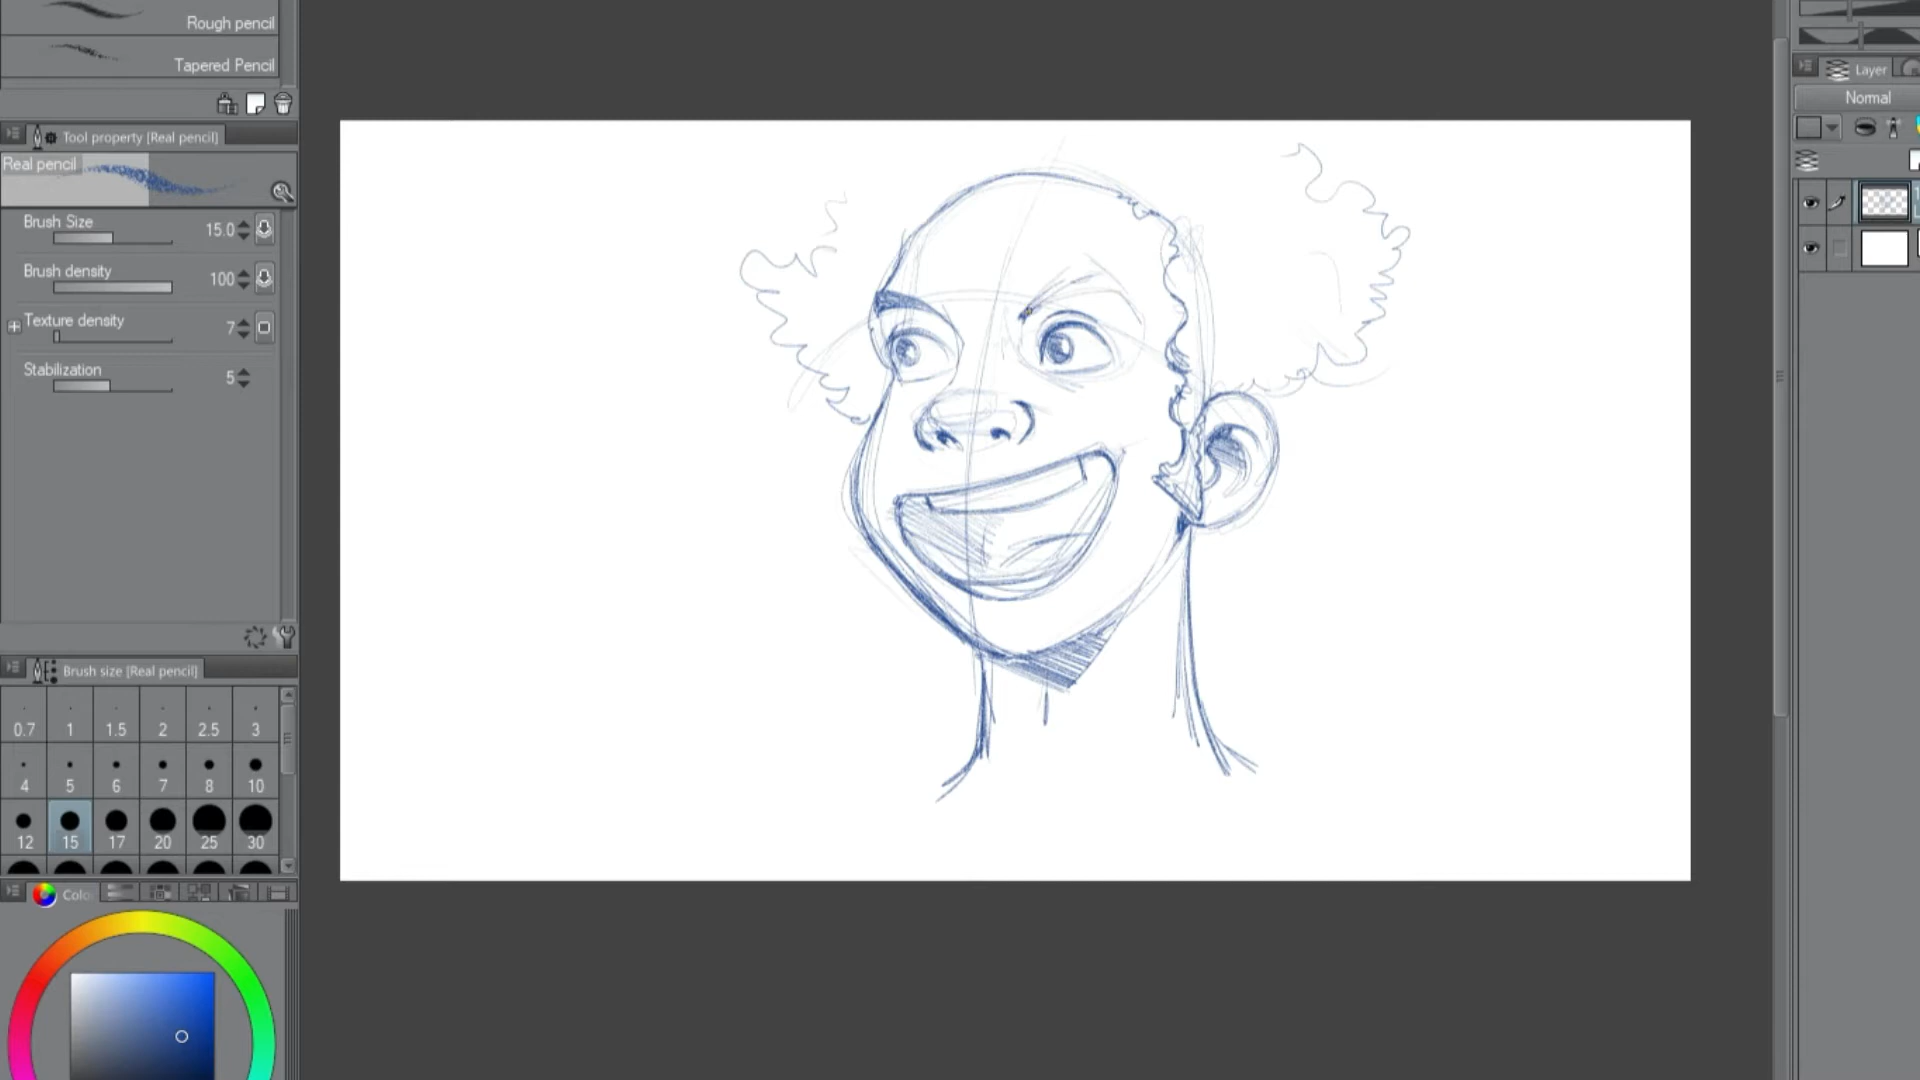 Rough pencil
Tapered Pencil
Tool property [Real pencil]
Real pencil
Brush Size 15.0
Brush density 100
Texture density 7
Stabilization 5
Brush size [Real pencil]
0.7 1 1.5 2 2.5 3
4 5 6 7 8 10
12 15 17 20 25 30
Layer
Normal